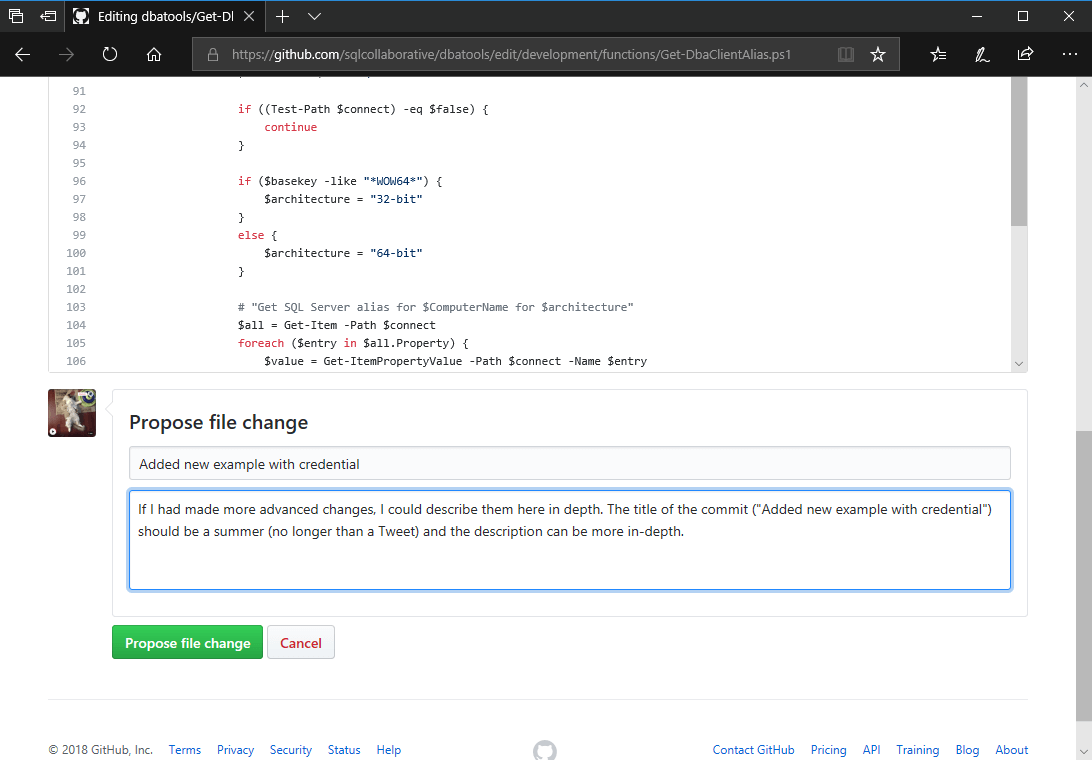 Editing dbatools/Get-Dl
https://github.com/sqlcollaborative/dbatools/edit/development/functions/Get-DbaClientAlias.ps1
91
92 if ((Test-Path $connect) -eq $false) {
93 continue
94 }
95
96 if ($basekey -like "*WOW64*") {
97 $architecture = "32-bit"
98 }
99 else {
100 $architecture = "64-bit"
101 }
102
103 # "Get SQL Server alias for $ComputerName for $architecture"
104 $all = Get-Item -Path $connect
105 foreach ($entry in $all.Property) {
106 $value = Get-ItemPropertyValue -Path $connect -Name $entry
Propose file change
Added new example with credential
If I had made more advanced changes, I could describe them here in depth. The title of the commit ("Added new example with credential")
should be a summer (no longer than a Tweet) and the description can be more in-depth.
Propose file change Cancel
© 2018 GitHub, Inc. Terms Privacy Security Status Help Contact GitHub Pricing API Training Blog About